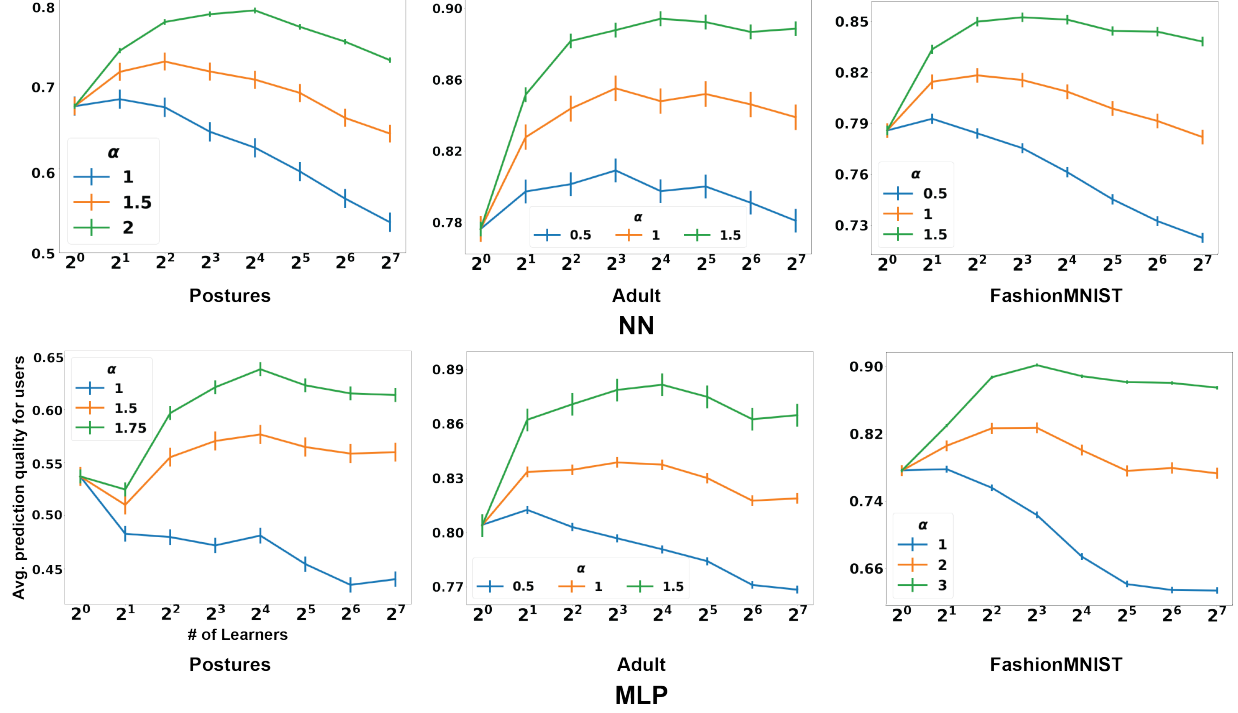 0.8
0.7
0.6
0.5
α
1
1.5
2
2^0 2^1 2^2 2^3 2^4 2^5 2^6 2^7
Postures
0.90
0.86
0.82
0.78
α
0.5 1 1.5
2^0 2^1 2^2 2^3 2^4 2^5 2^6 2^7
Adult
0.85
0.82
0.79
0.76
0.73
α
0.5
1
1.5
2^0 2^1 2^2 2^3 2^4 2^5 2^6 2^7
FashionMNIST
NN
Avg. prediction quality for users
0.65
0.60
0.55
0.50
0.45
α
1
1.5
1.75
2^0 2^1 2^2 2^3 2^4 2^5 2^6 2^7
# of Learners
Postures
0.89
0.86
0.83
0.80
0.77
α
0.5 1 1.5
2^0 2^1 2^2 2^3 2^4 2^5 2^6 2^7
Adult
0.90
0.82
0.74
0.66
α
1
2
3
2^0 2^1 2^2 2^3 2^4 2^5 2^6 2^7
FashionMNIST
MLP